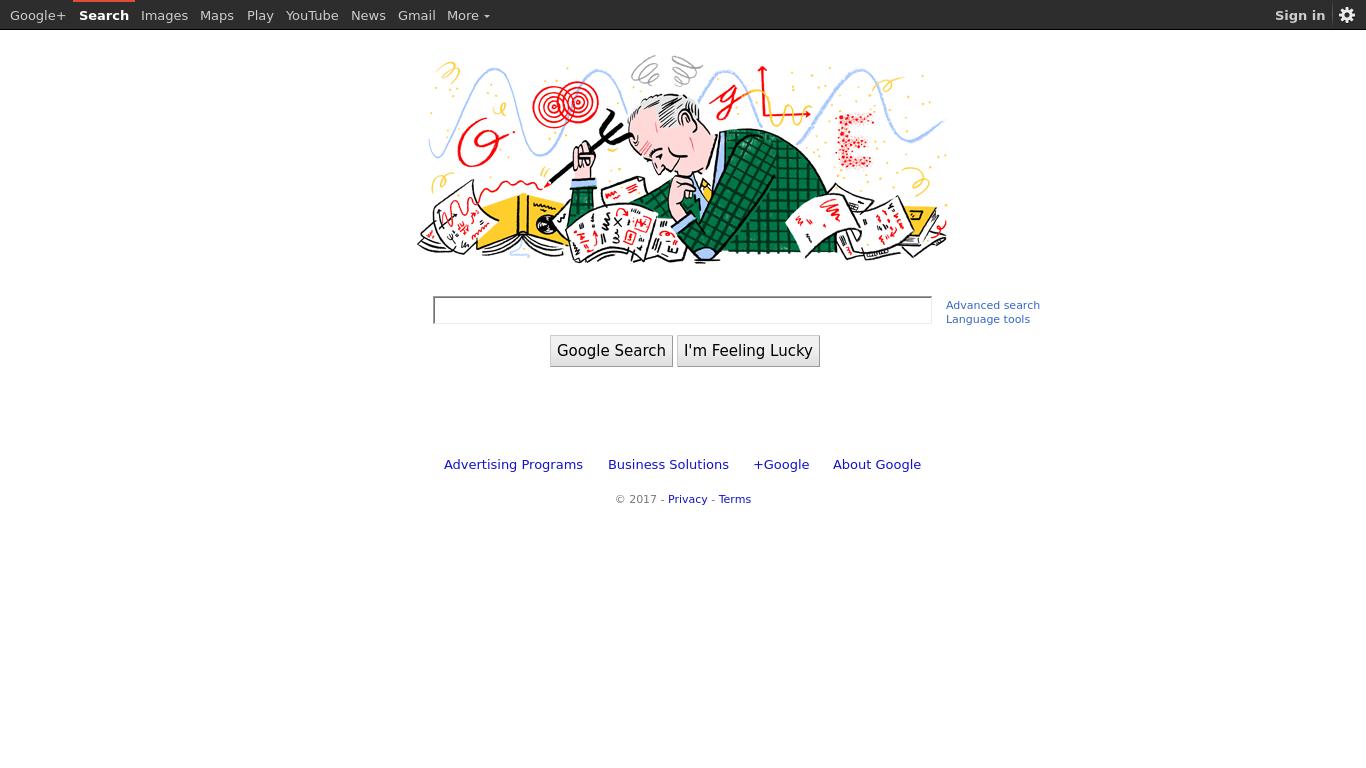 Google+ Search Images Maps Play YouTube News Gmail More Sign in
G g E
Advanced search
Language tools
Google Search I'm Feeling Lucky
Advertising Programs Business Solutions +Google About Google
© 2017 - Privacy - Terms